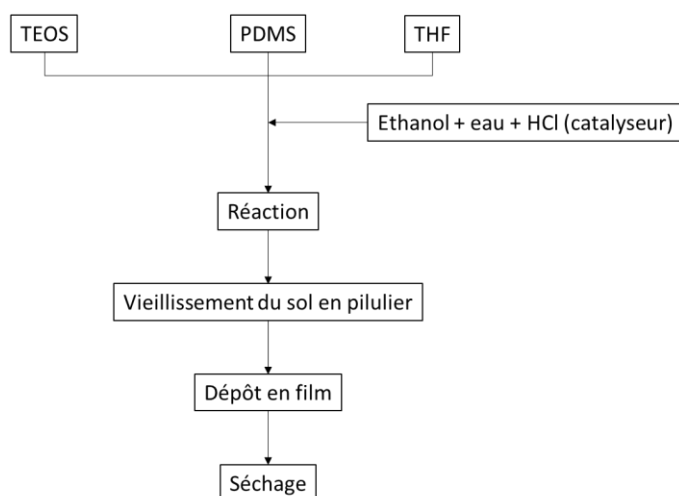 TEOS
PDMS
THF
Ethanol + eau + HCl (catalyseur)
Réaction
Vieillissement du sol en pilulier
Dépôt en film
Séchage